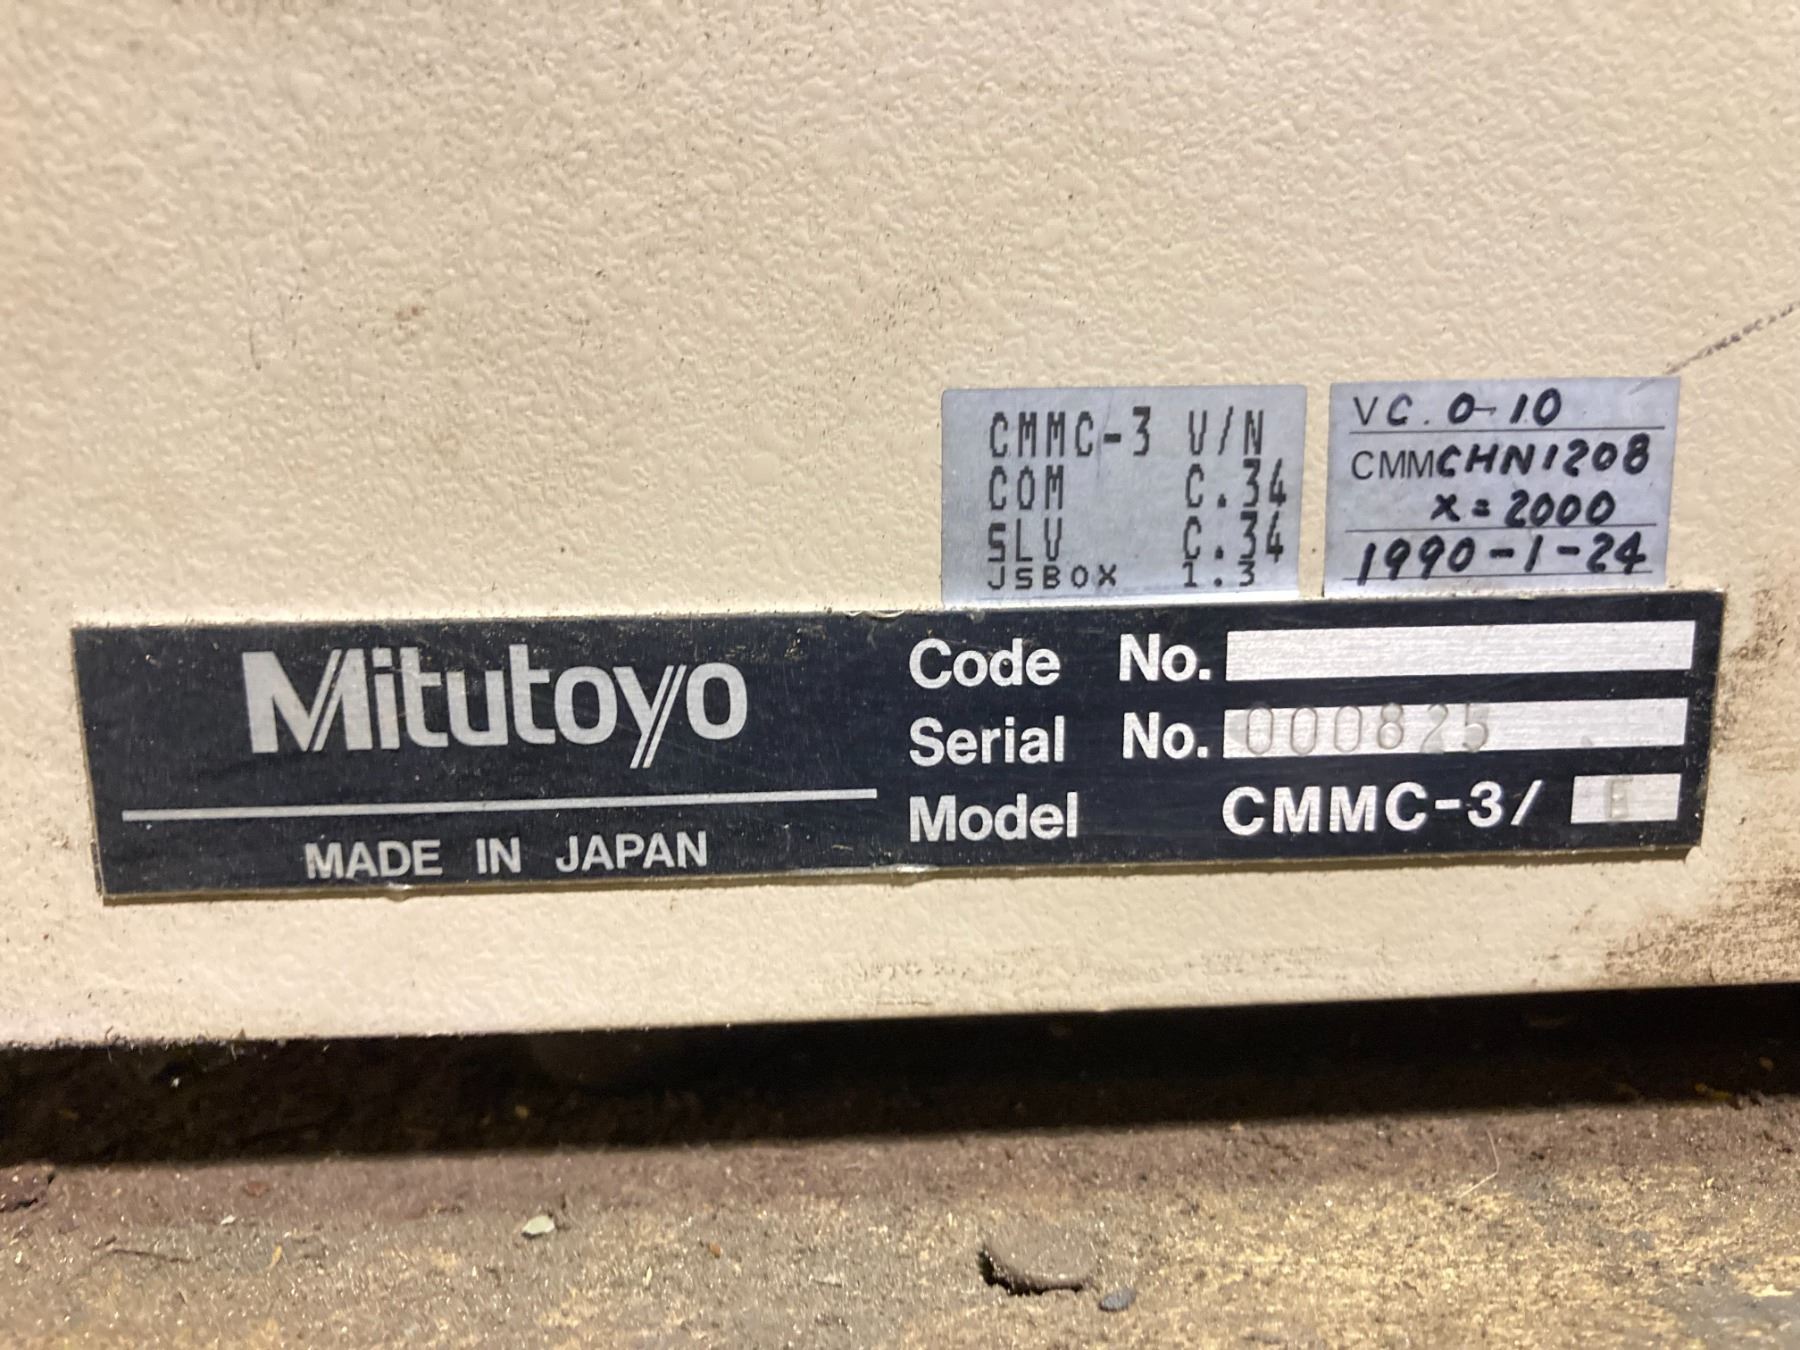 CMMC-3 V/N
COM C.34
SLV C.34
JSBOX 1.3
VC. 0-10
CMMCHN1208
X=2000
1990-1-24
Mitutoyo
MADE IN JAPAN
Code No.
Serial No. 000825
Model CMMC-3/ E